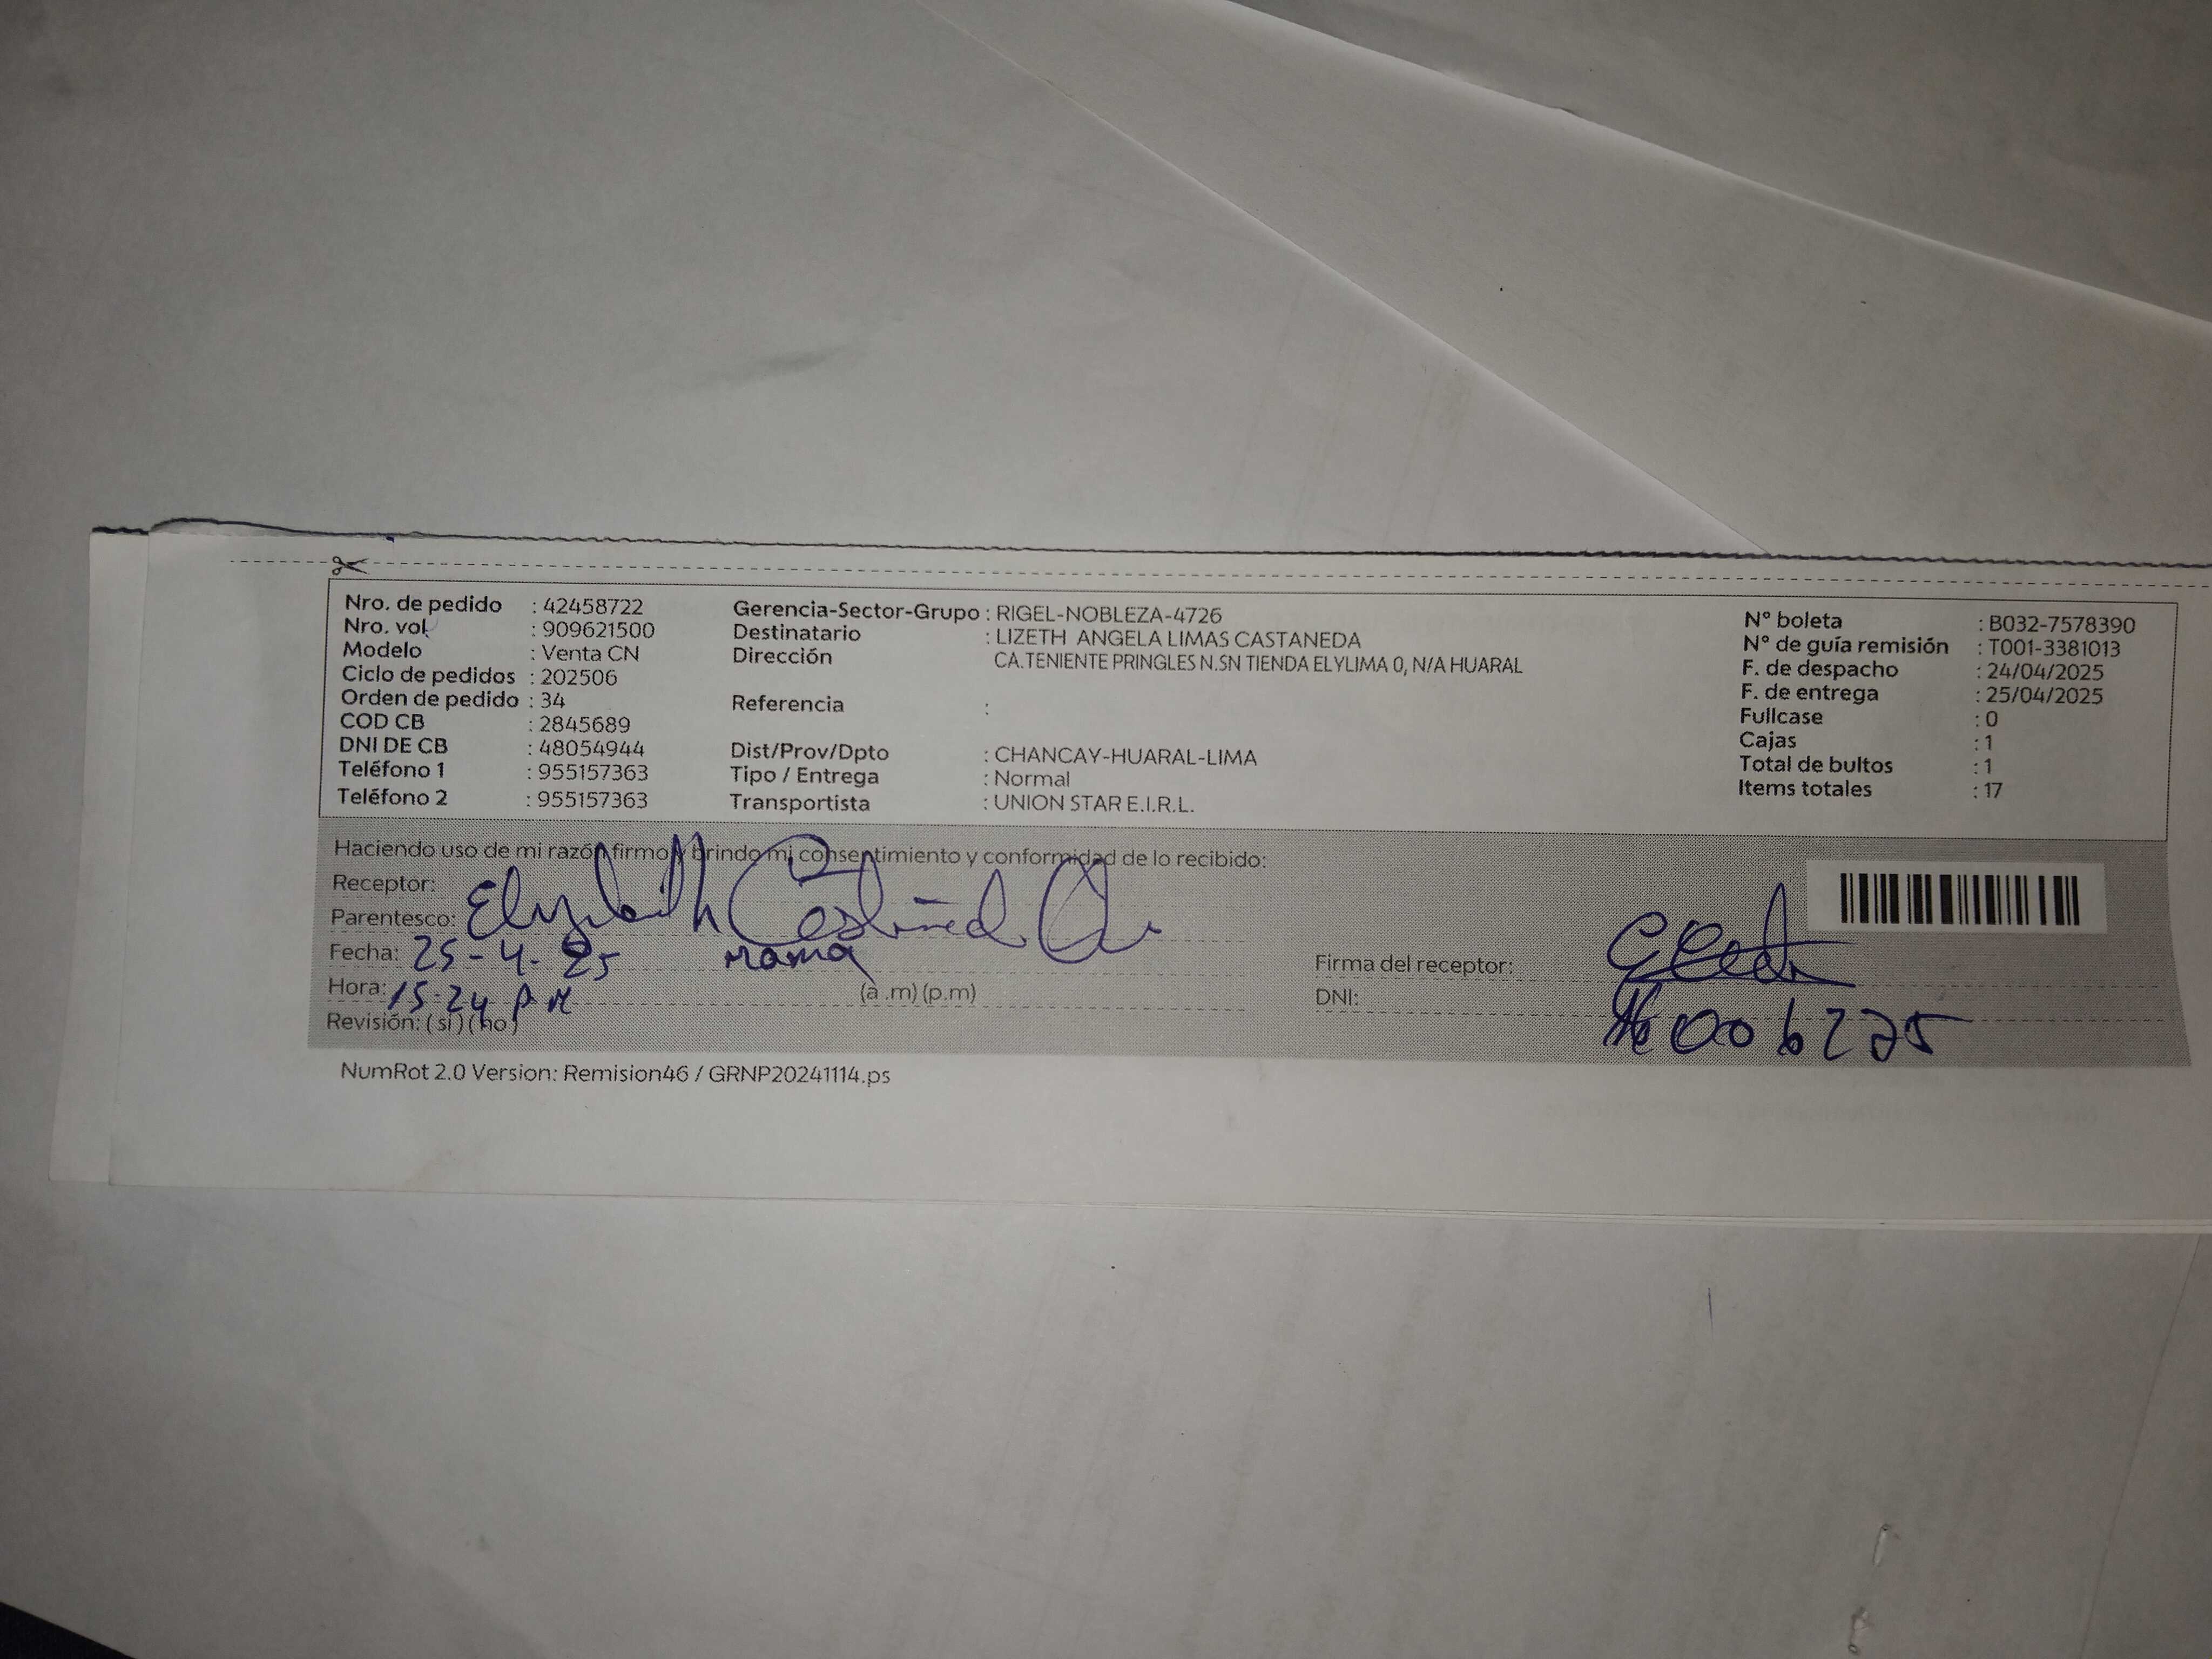 Nro. de pedido : 42458722
Nro. vol : 909621500
Modelo : Venta CN
Ciclo de pedidos : 202506
Orden de pedido : 34
COD CB : 2845689
DNI DE CB : 48054944
Teléfono 1 : 955157363
Teléfono 2 : 955157363
Gerencia-Sector-Grupo : RIGEL-NOBLEZA-4726
Destinatario : LIZETH ANGELA LIMAS CASTANEDA
Dirección CA.TENIENTE PRINGLES N.SN TIENDA ELYLIMA 0, N/A HUARAL
Referencia :
Dist/Prov/Dpto : CHANCAY-HUARAL-LIMA
Tipo / Entrega : Normal
Transportista : UNION STAR E.I.R.L.
N° boleta : B032-7578390
N° de guía remisión : T001-3381013
F. de despacho : 24/04/2025
F. de entrega : 25/04/2025
Fullcase : 0
Cajas : 1
Total de bultos : 1
Items totales : 17
Haciendo uso de mi razón firmo y brindo mi consentimiento y conformidad de lo recibido:
Receptor:
Parentesco:
mama
Fecha: 25-4-25
Hora: 15-24 P.M (a.m) (p.m)
Revisión: (si) (no)
Firma del receptor:
DNI:
NumRot 2.0 Version: Remision46 / GRNP20241114.ps